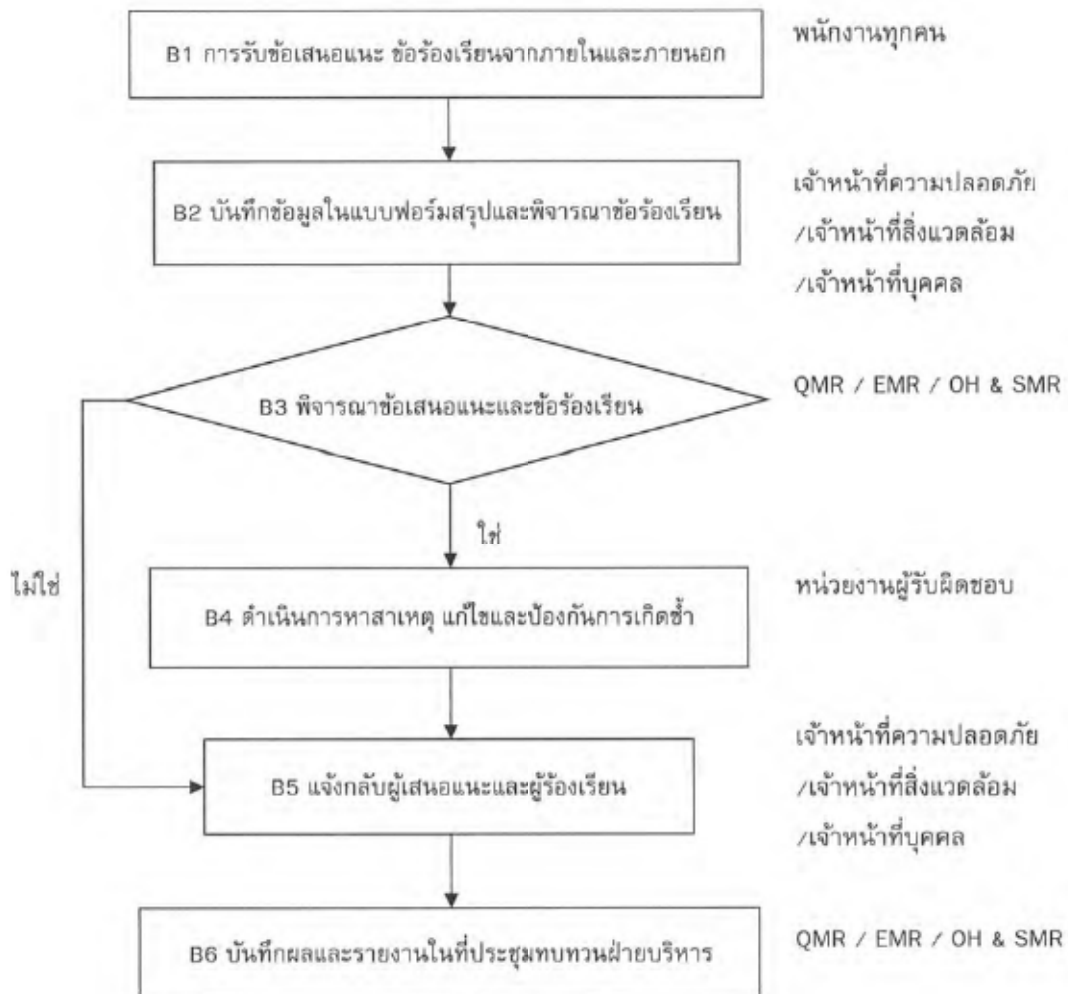 B1 การรับข้อเสนอแนะ ข้อร้องเรียนจากภายในและภายนอก
พนักงานทุกคน
B2 บันทึกข้อมูลในแบบฟอร์มสรุปและพิจารณาข้อร้องเรียน
เจ้าหน้าที่ความปลอดภัย
/เจ้าหน้าที่สิ่งแวดล้อม
/เจ้าหน้าที่บุคคล
B3 พิจารณาข้อเสนอแนะและข้อร้องเรียน
QMR / EMR / OH & SMR
ใช่
ไม่ใช่
B4 ดำเนินการหาสาเหตุ แก้ไขและป้องกันการเกิดซ้ำ
หน่วยงานผู้รับผิดชอบ
B5 แจ้งกลับผู้เสนอแนะและผู้ร้องเรียน
เจ้าหน้าที่ความปลอดภัย
/เจ้าหน้าที่สิ่งแวดล้อม
/เจ้าหน้าที่บุคคล
B6 บันทึกผลและรายงานในที่ประชุมทบทวนฝ่ายบริหาร
QMR / EMR / OH & SMR